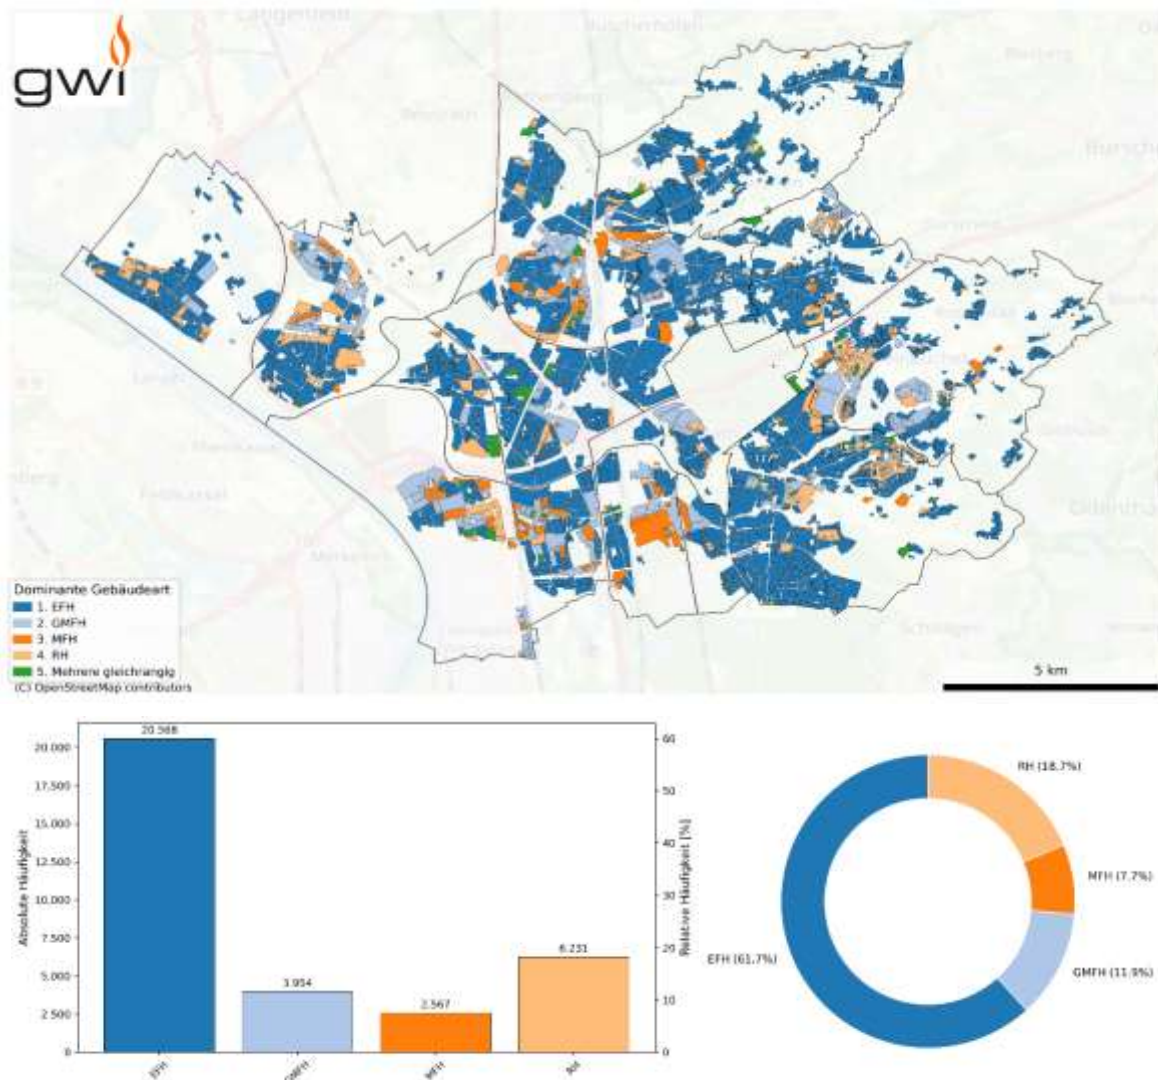 gwi
Dominante Gebäudeart
1. EFH
2. GMFH
3. MFH
4. RH
5. Mehrere gleichrangig
(C) OpenStreetMap contributors
5 km
Absolute Häufigkeit
20.000
17.500
15.000
12.500
10.000
7.500
5.000
2.500
0
3.954
2.567
6.231
EFH
GMFH
MFH
RH
Relative Häufigkeit [%]
60
50
40
30
20
10
0
RH (18.7%)
MFH (7.7%)
GMFH (11.9%)
EFH (61.7%)